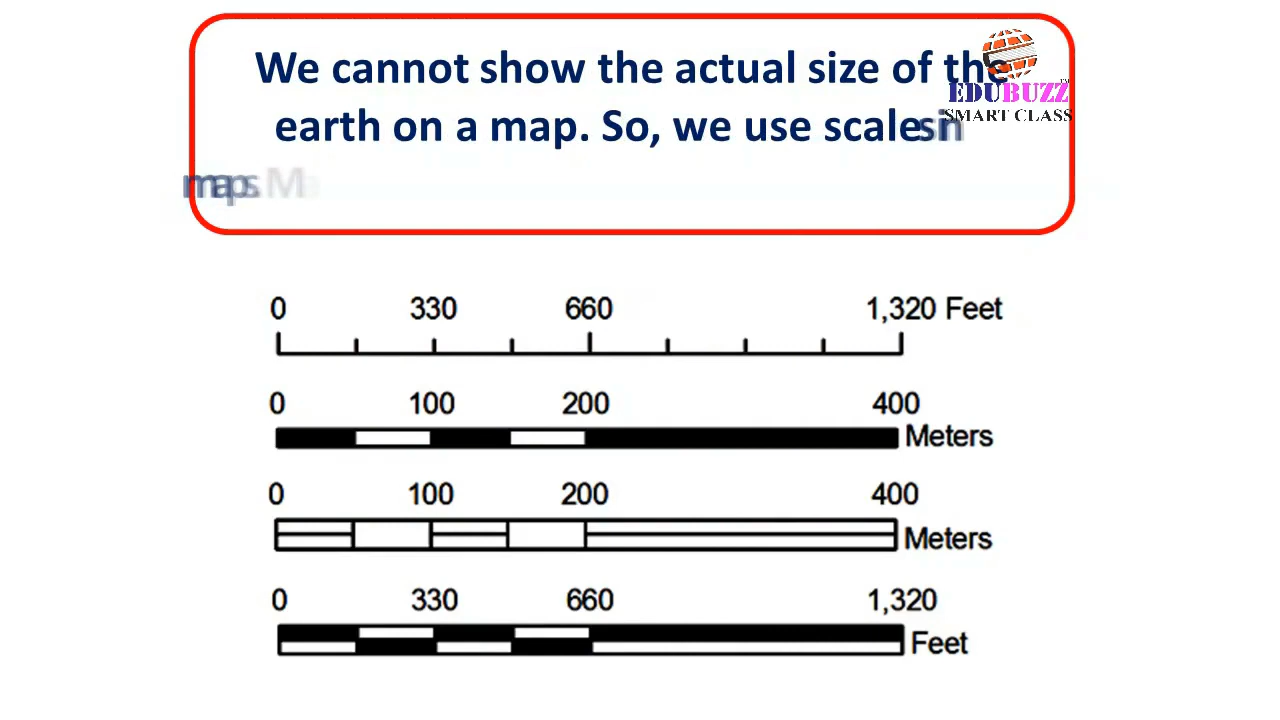 We cannot show the actual size of the
earth on a map. So, we use scales in
maps.
EDUBUZZ™
SMART CLASS
0 330 660 1,320 Feet
0 100 200 400
Meters
0 100 200 400
Meters
0 330 660 1,320
Feet